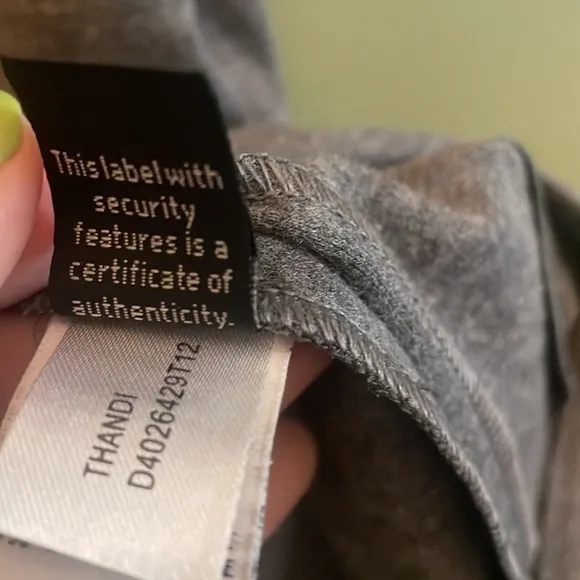 This label with
security
features is a
certificate of
authenticity.
THANDI
D4026429T12